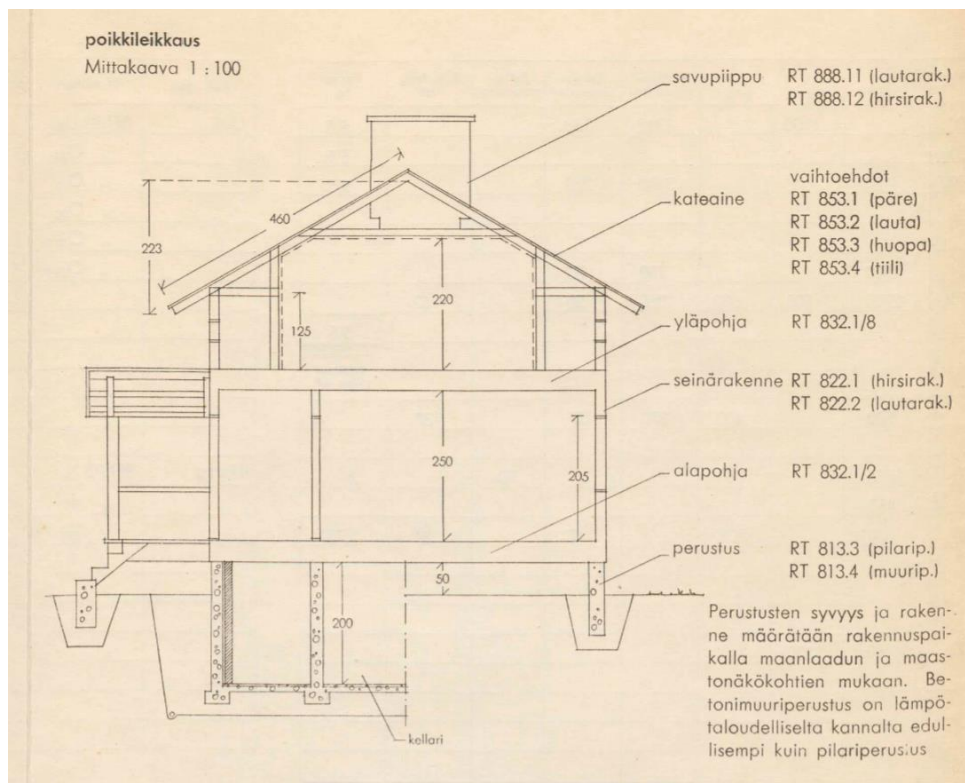 poikkileikkaus
Mittakaava 1 : 100
savupiippu RT 888.11 (lautarak.)
RT 888.12 (hirsirak.)
vaihtoehdot
kateaine RT 853.1 (päre)
RT 853.2 (lauta)
RT 853.3 (huopa)
RT 853.4 (tiili)
460
223
220
125
yläpohja RT 832.1/8
seinärakenne RT 822.1 (hirsirak.)
RT 822.2 (lautarak.)
250
205
alapohja RT 832.1/2
perustus RT 813.3 (pilarip.)
RT 813.4 (muurip.)
50
200
Perustusten syvyys ja raken-
ne määrätään rakennuspai-
kalla maanlaadun ja maas-
tonäkökohtien mukaan. Be-
tonimuuriperustus on lämpö-
taloudelliselta kannalta edul-
lisempi kuin pilariperustus
kellari